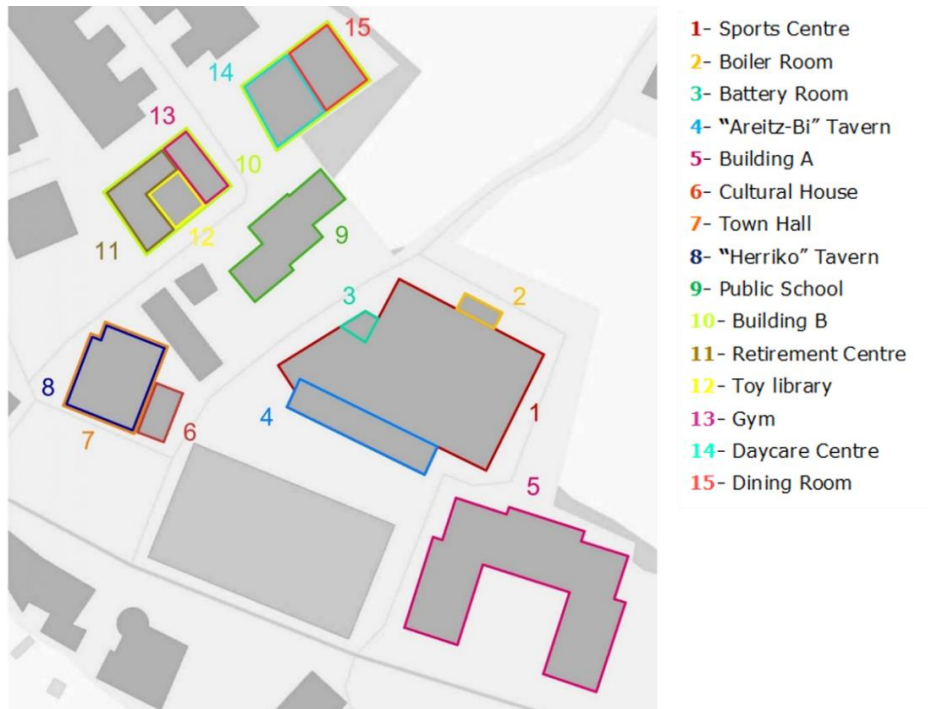 15
14
13
10
11
12
9
3
2
8
4
1
7
6
5
1- Sports Centre
2- Boiler Room
3- Battery Room
4- “Areitz-Bi” Tavern
5- Building A
6- Cultural House
7- Town Hall
8- “Herriko” Tavern
9- Public School
10- Building B
11- Retirement Centre
12- Toy library
13- Gym
14- Daycare Centre
15- Dining Room